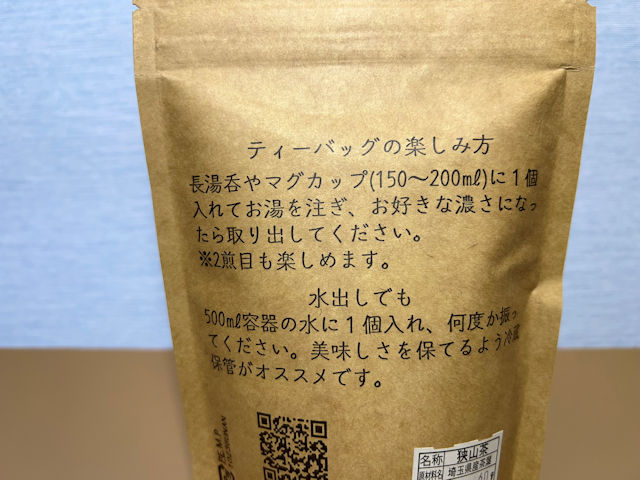 ティーバッグの楽しみ方
長湯呑やマグカップ(150〜200㎖)に1個
入れてお湯を注ぎ、お好きな濃さになっ
たら取り出してください。
※2煎目も楽しめます。
水出しでも
500㎖容器の水に1個入れ、何度か振っ
てください。美味しさを保てるよう冷蔵
保管がオススメです。
名称 狭山茶
原材料名 埼玉県産茶葉